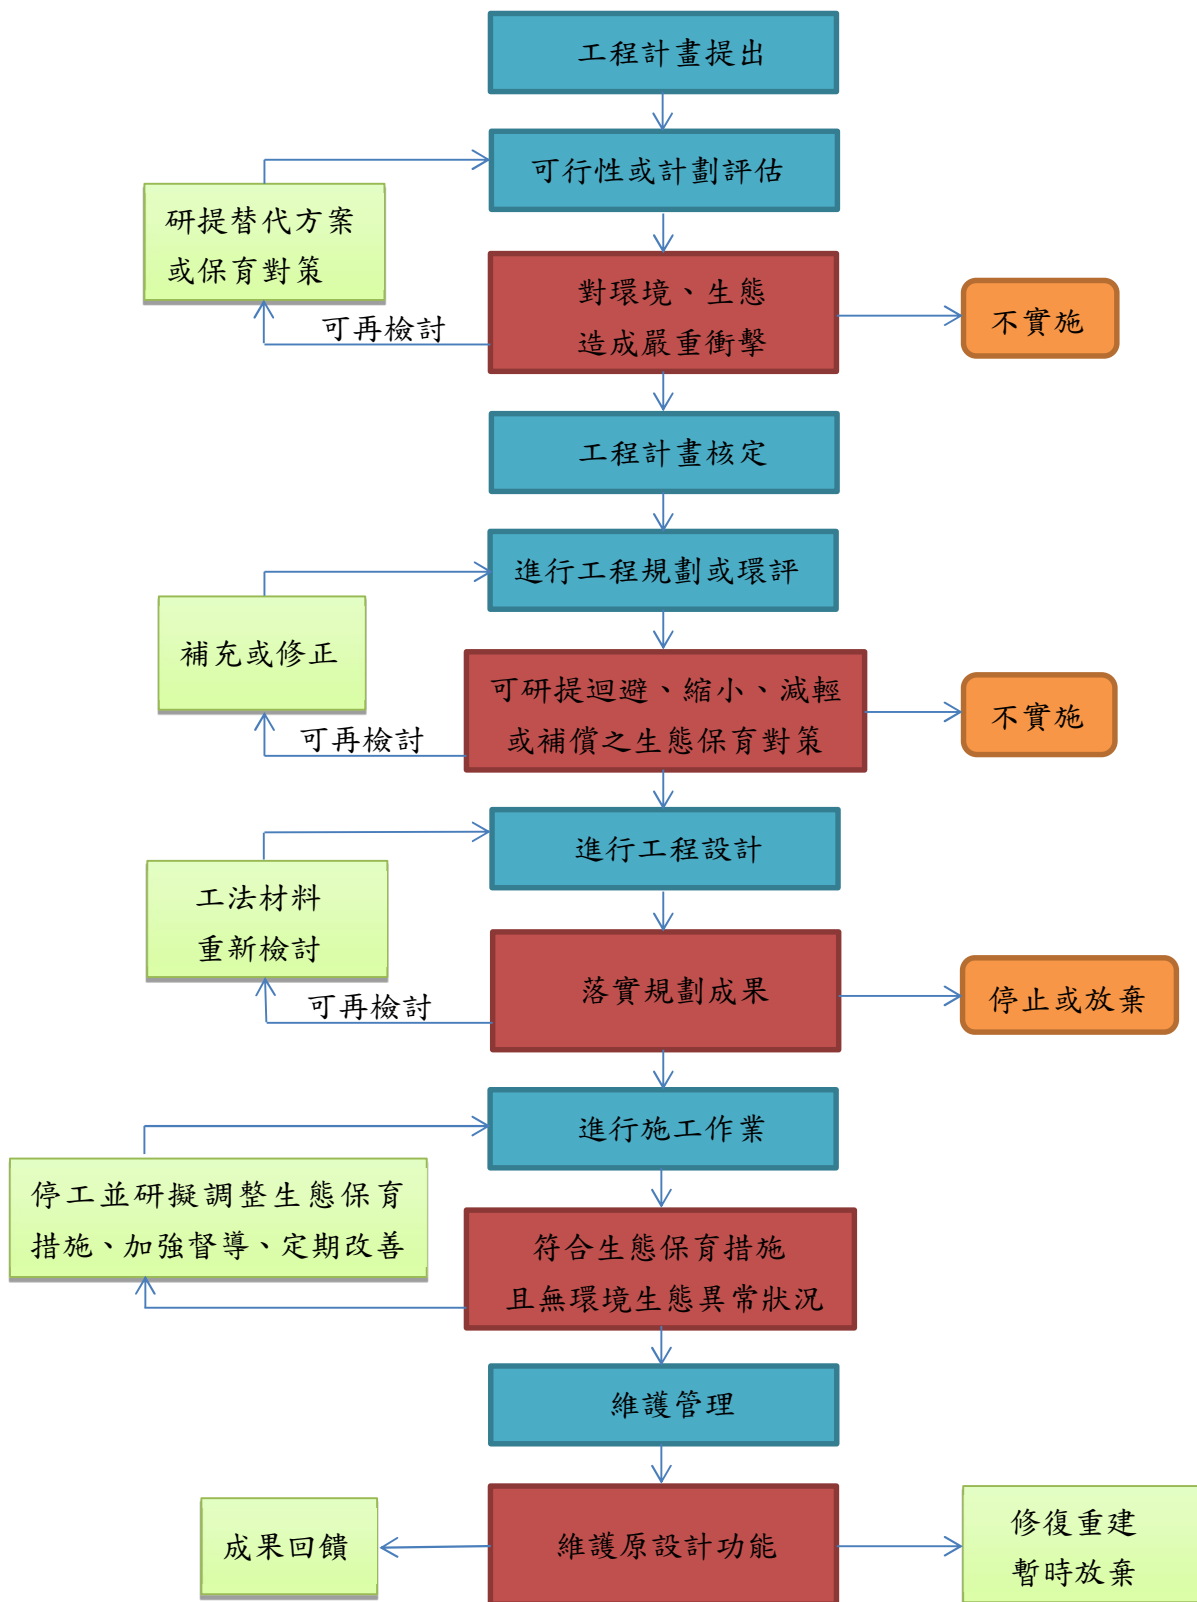 工程計畫提出
可行性或計劃評估
研提替代方案
或保育對策
可再檢討
對環境、生態
造成嚴重衝擊
不實施
工程計畫核定
進行工程規劃或環評
補充或修正
可再檢討
可研提迴避、縮小、減輕
或補償之生態保育對策
不實施
進行工程設計
工法材料
重新檢討
可再檢討
落實規劃成果
停止或放棄
進行施工作業
停工並研擬調整生態保育
措施、加強督導、定期改善
符合生態保育措施
且無環境生態異常狀況
維護管理
成果回饋
維護原設計功能
修復重建
暫時放棄